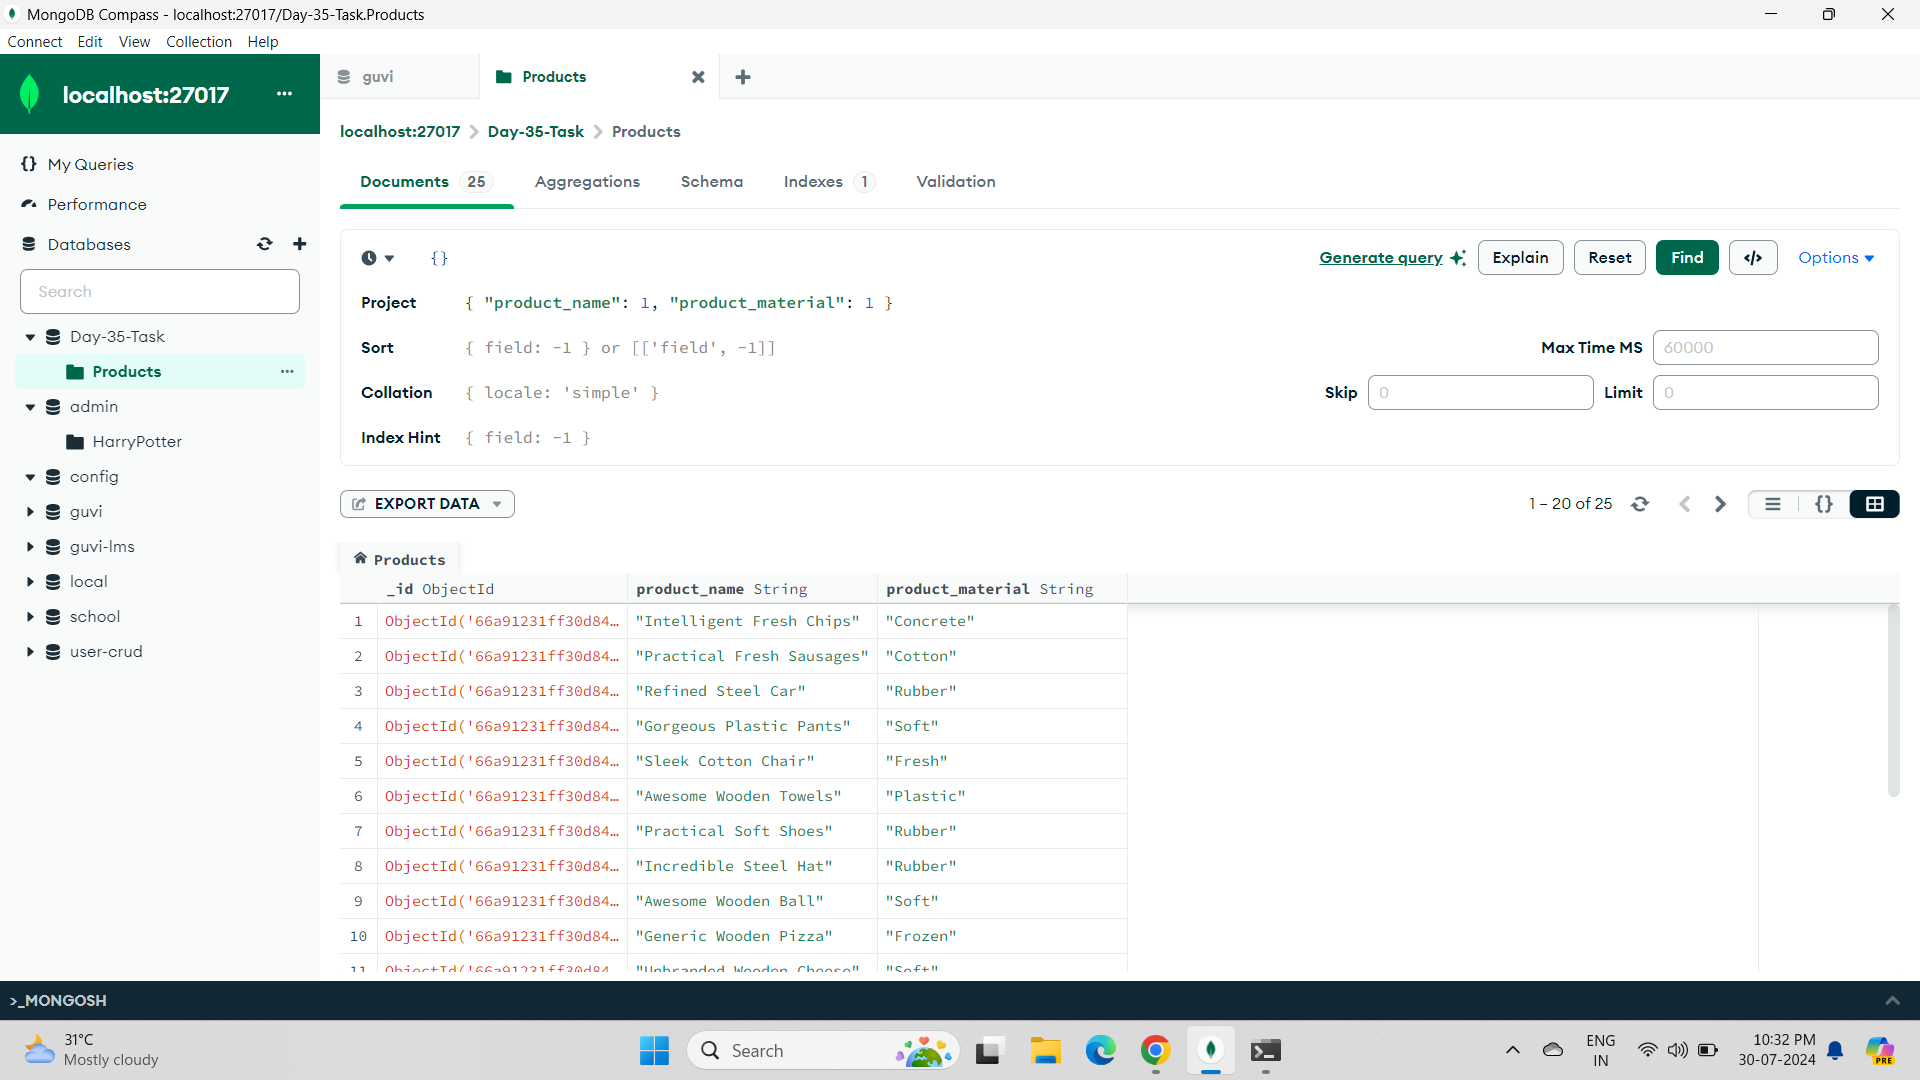 MongoDB Compass - localhost:27017/Day-35-Task.Products
Connect Edit View Collection Help
localhost:27017 ...
guvi
Products
localhost:27017 > Day-35-Task > Products
{} My Queries
Performance
Databases
Search
Day-35-Task
Products ...
admin
HarryPotter
config
guvi
guvi-lms
local
school
user-crud
Documents 25 Aggregations Schema Indexes 1 Validation
{} Generate query Explain Reset Find </> Options
Project { "product_name": 1, "product_material": 1 }
Sort { field: -1 } or [['field', -1]] Max Time MS 60000
Collation { locale: 'simple' } Skip 0 Limit 0
Index Hint { field: -1 }
EXPORT DATA 1 – 20 of 25 {}
Products
_id ObjectId product_name String product_material String
1 ObjectId('66a91231ff30d84… "Intelligent Fresh Chips" "Concrete"
2 ObjectId('66a91231ff30d84… "Practical Fresh Sausages" "Cotton"
3 ObjectId('66a91231ff30d84… "Refined Steel Car" "Rubber"
4 ObjectId('66a91231ff30d84… "Gorgeous Plastic Pants" "Soft"
5 ObjectId('66a91231ff30d84… "Sleek Cotton Chair" "Fresh"
6 ObjectId('66a91231ff30d84… "Awesome Wooden Towels" "Plastic"
7 ObjectId('66a91231ff30d84… "Practical Soft Shoes" "Rubber"
8 ObjectId('66a91231ff30d84… "Incredible Steel Hat" "Rubber"
9 ObjectId('66a91231ff30d84… "Awesome Wooden Ball" "Soft"
10 ObjectId('66a91231ff30d84… "Generic Wooden Pizza" "Frozen"
11 ObjectId('66a91231ff30d84… "Unbranded Wooden Cheese" "Soft"
>_MONGOSH
31°C
Mostly cloudy
Search
ENG
IN
10:32 PM
30-07-2024
PRE